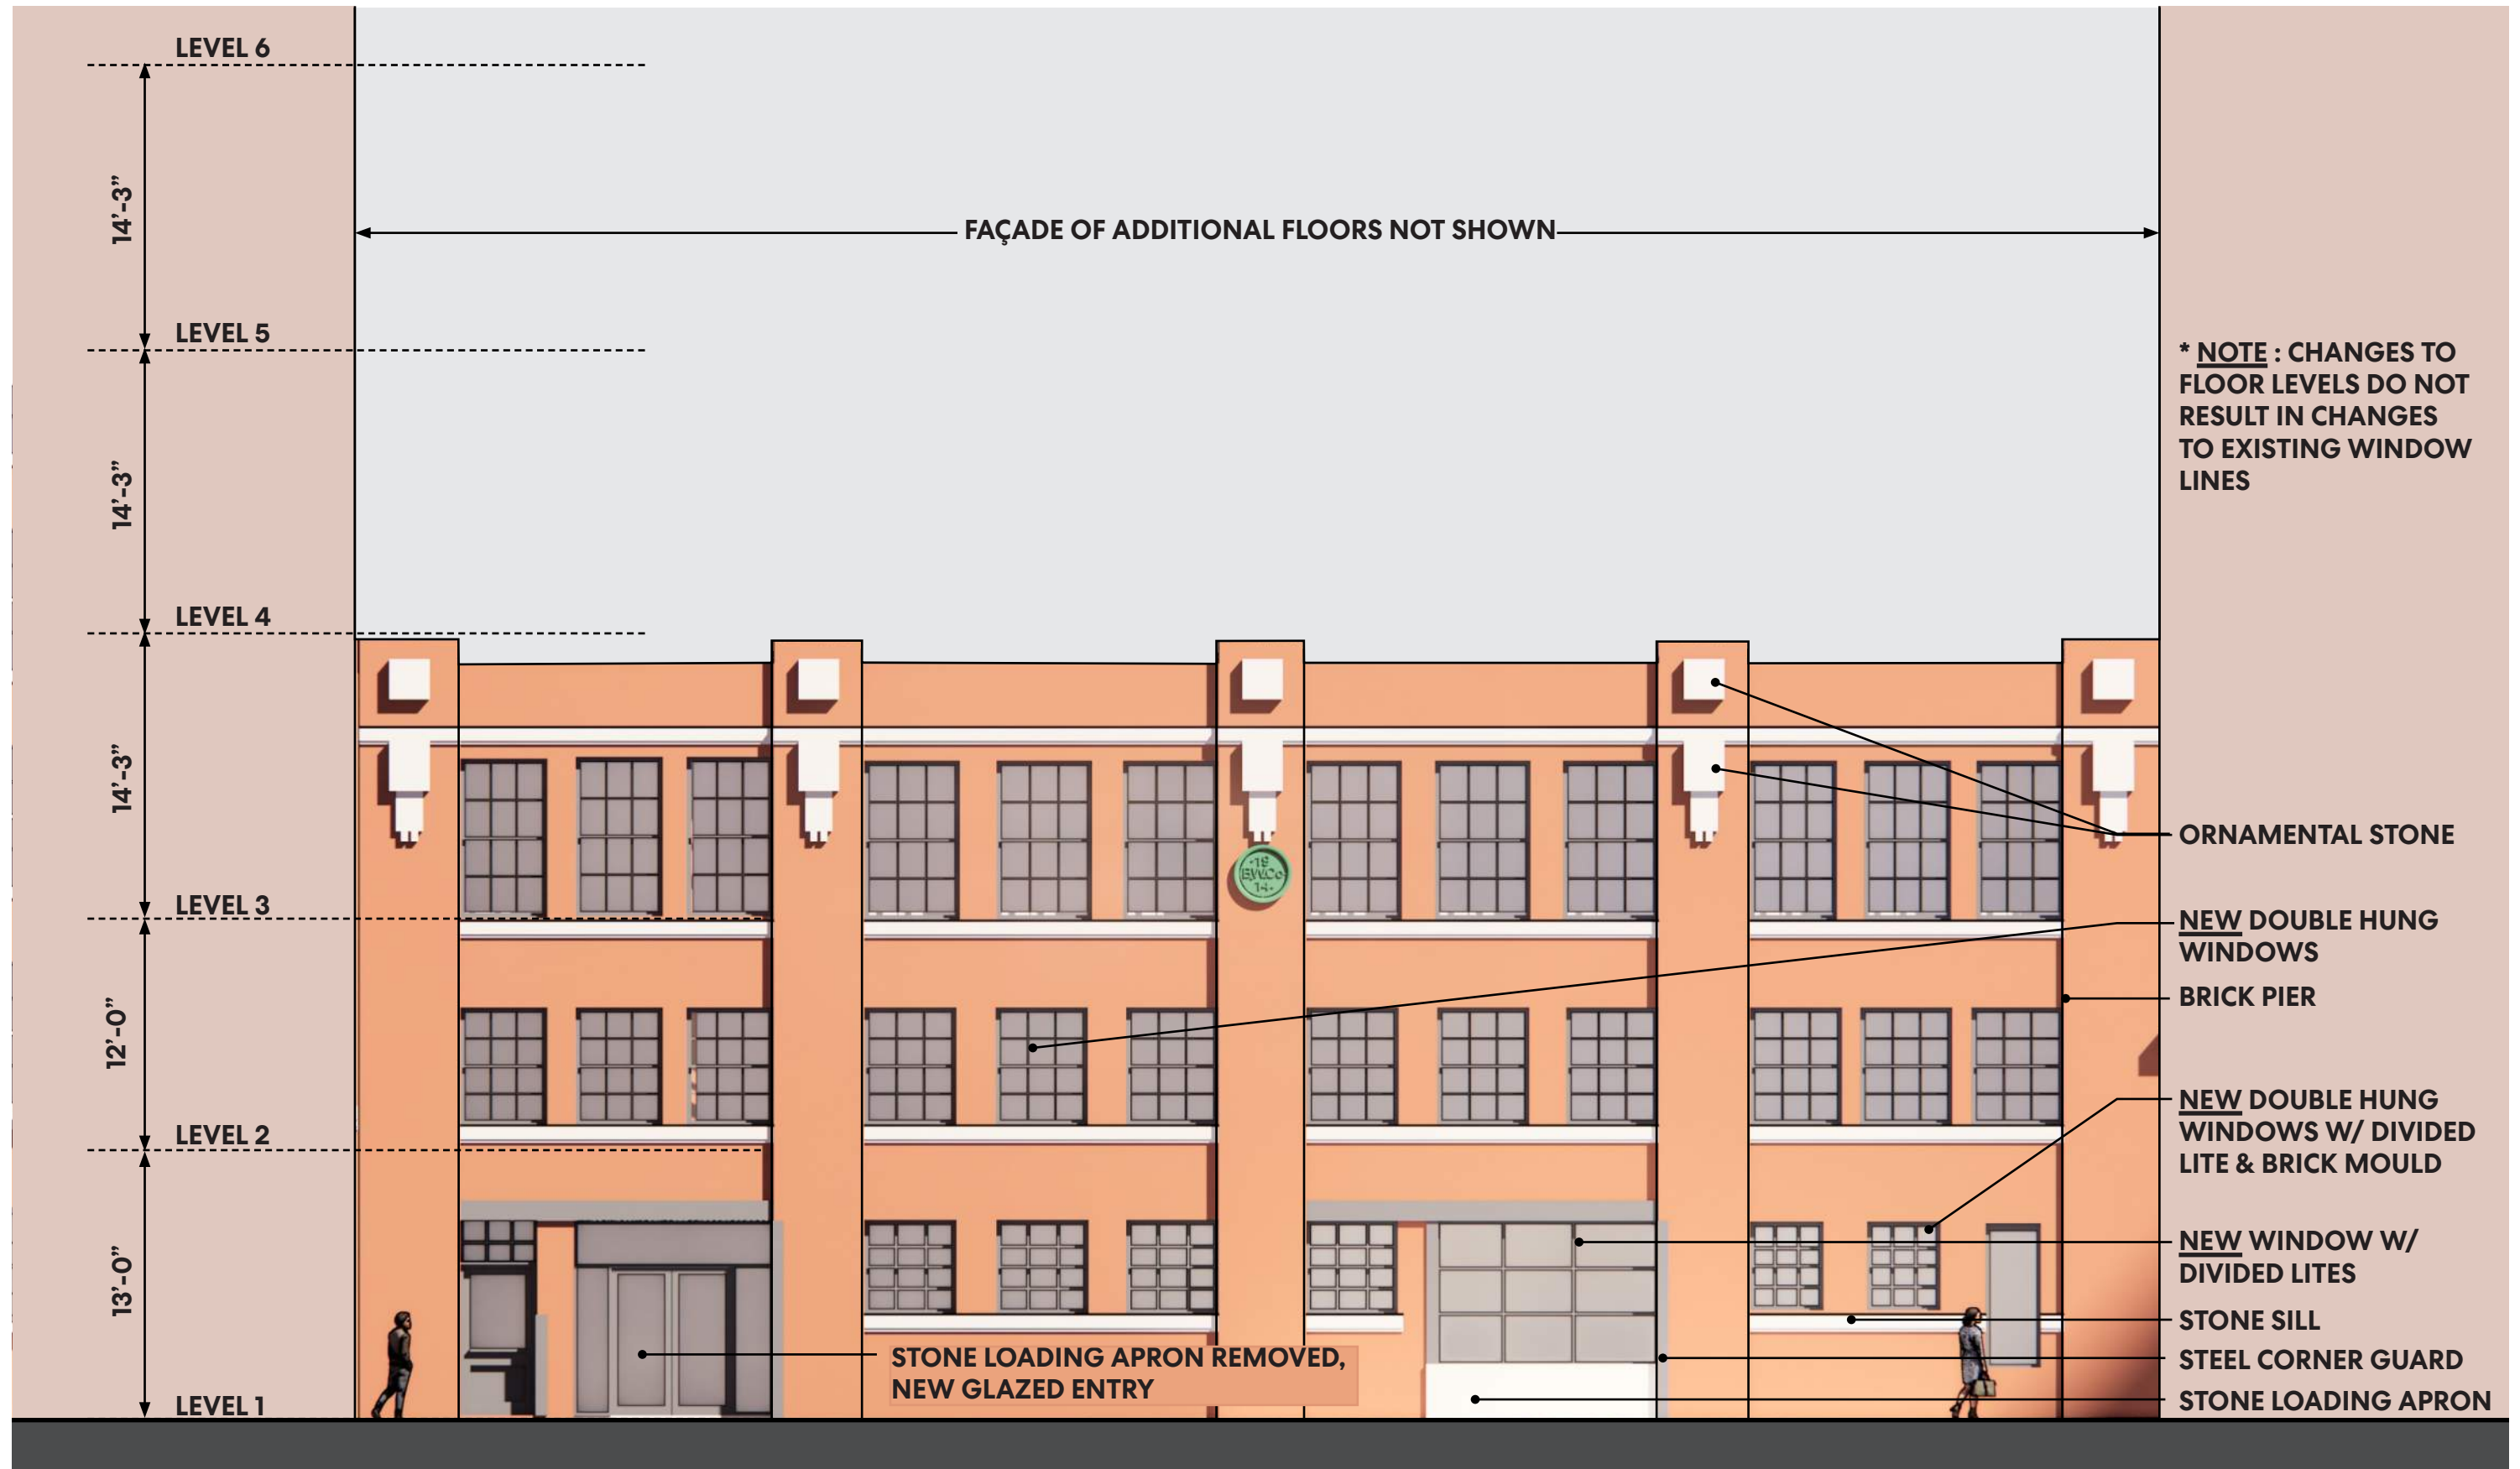 LEVEL 6
14’-3”
FAÇADE OF ADDITIONAL FLOORS NOT SHOWN
LEVEL 5
* NOTE : CHANGES TO
FLOOR LEVELS DO NOT
RESULT IN CHANGES
TO EXISTING WINDOW
LINES
14’-3”
LEVEL 4
14’-3”
ORNAMENTAL STONE
-19
E.W.Co
14-
LEVEL 3
NEW DOUBLE HUNG
WINDOWS
BRICK PIER
12’-0”
LEVEL 2
NEW DOUBLE HUNG
WINDOWS W/ DIVIDED
LITE & BRICK MOULD
13’-0”
NEW WINDOW W/
DIVIDED LITES
STONE SILL
STEEL CORNER GUARD
STONE LOADING APRON
STONE LOADING APRON REMOVED,
NEW GLAZED ENTRY
LEVEL 1